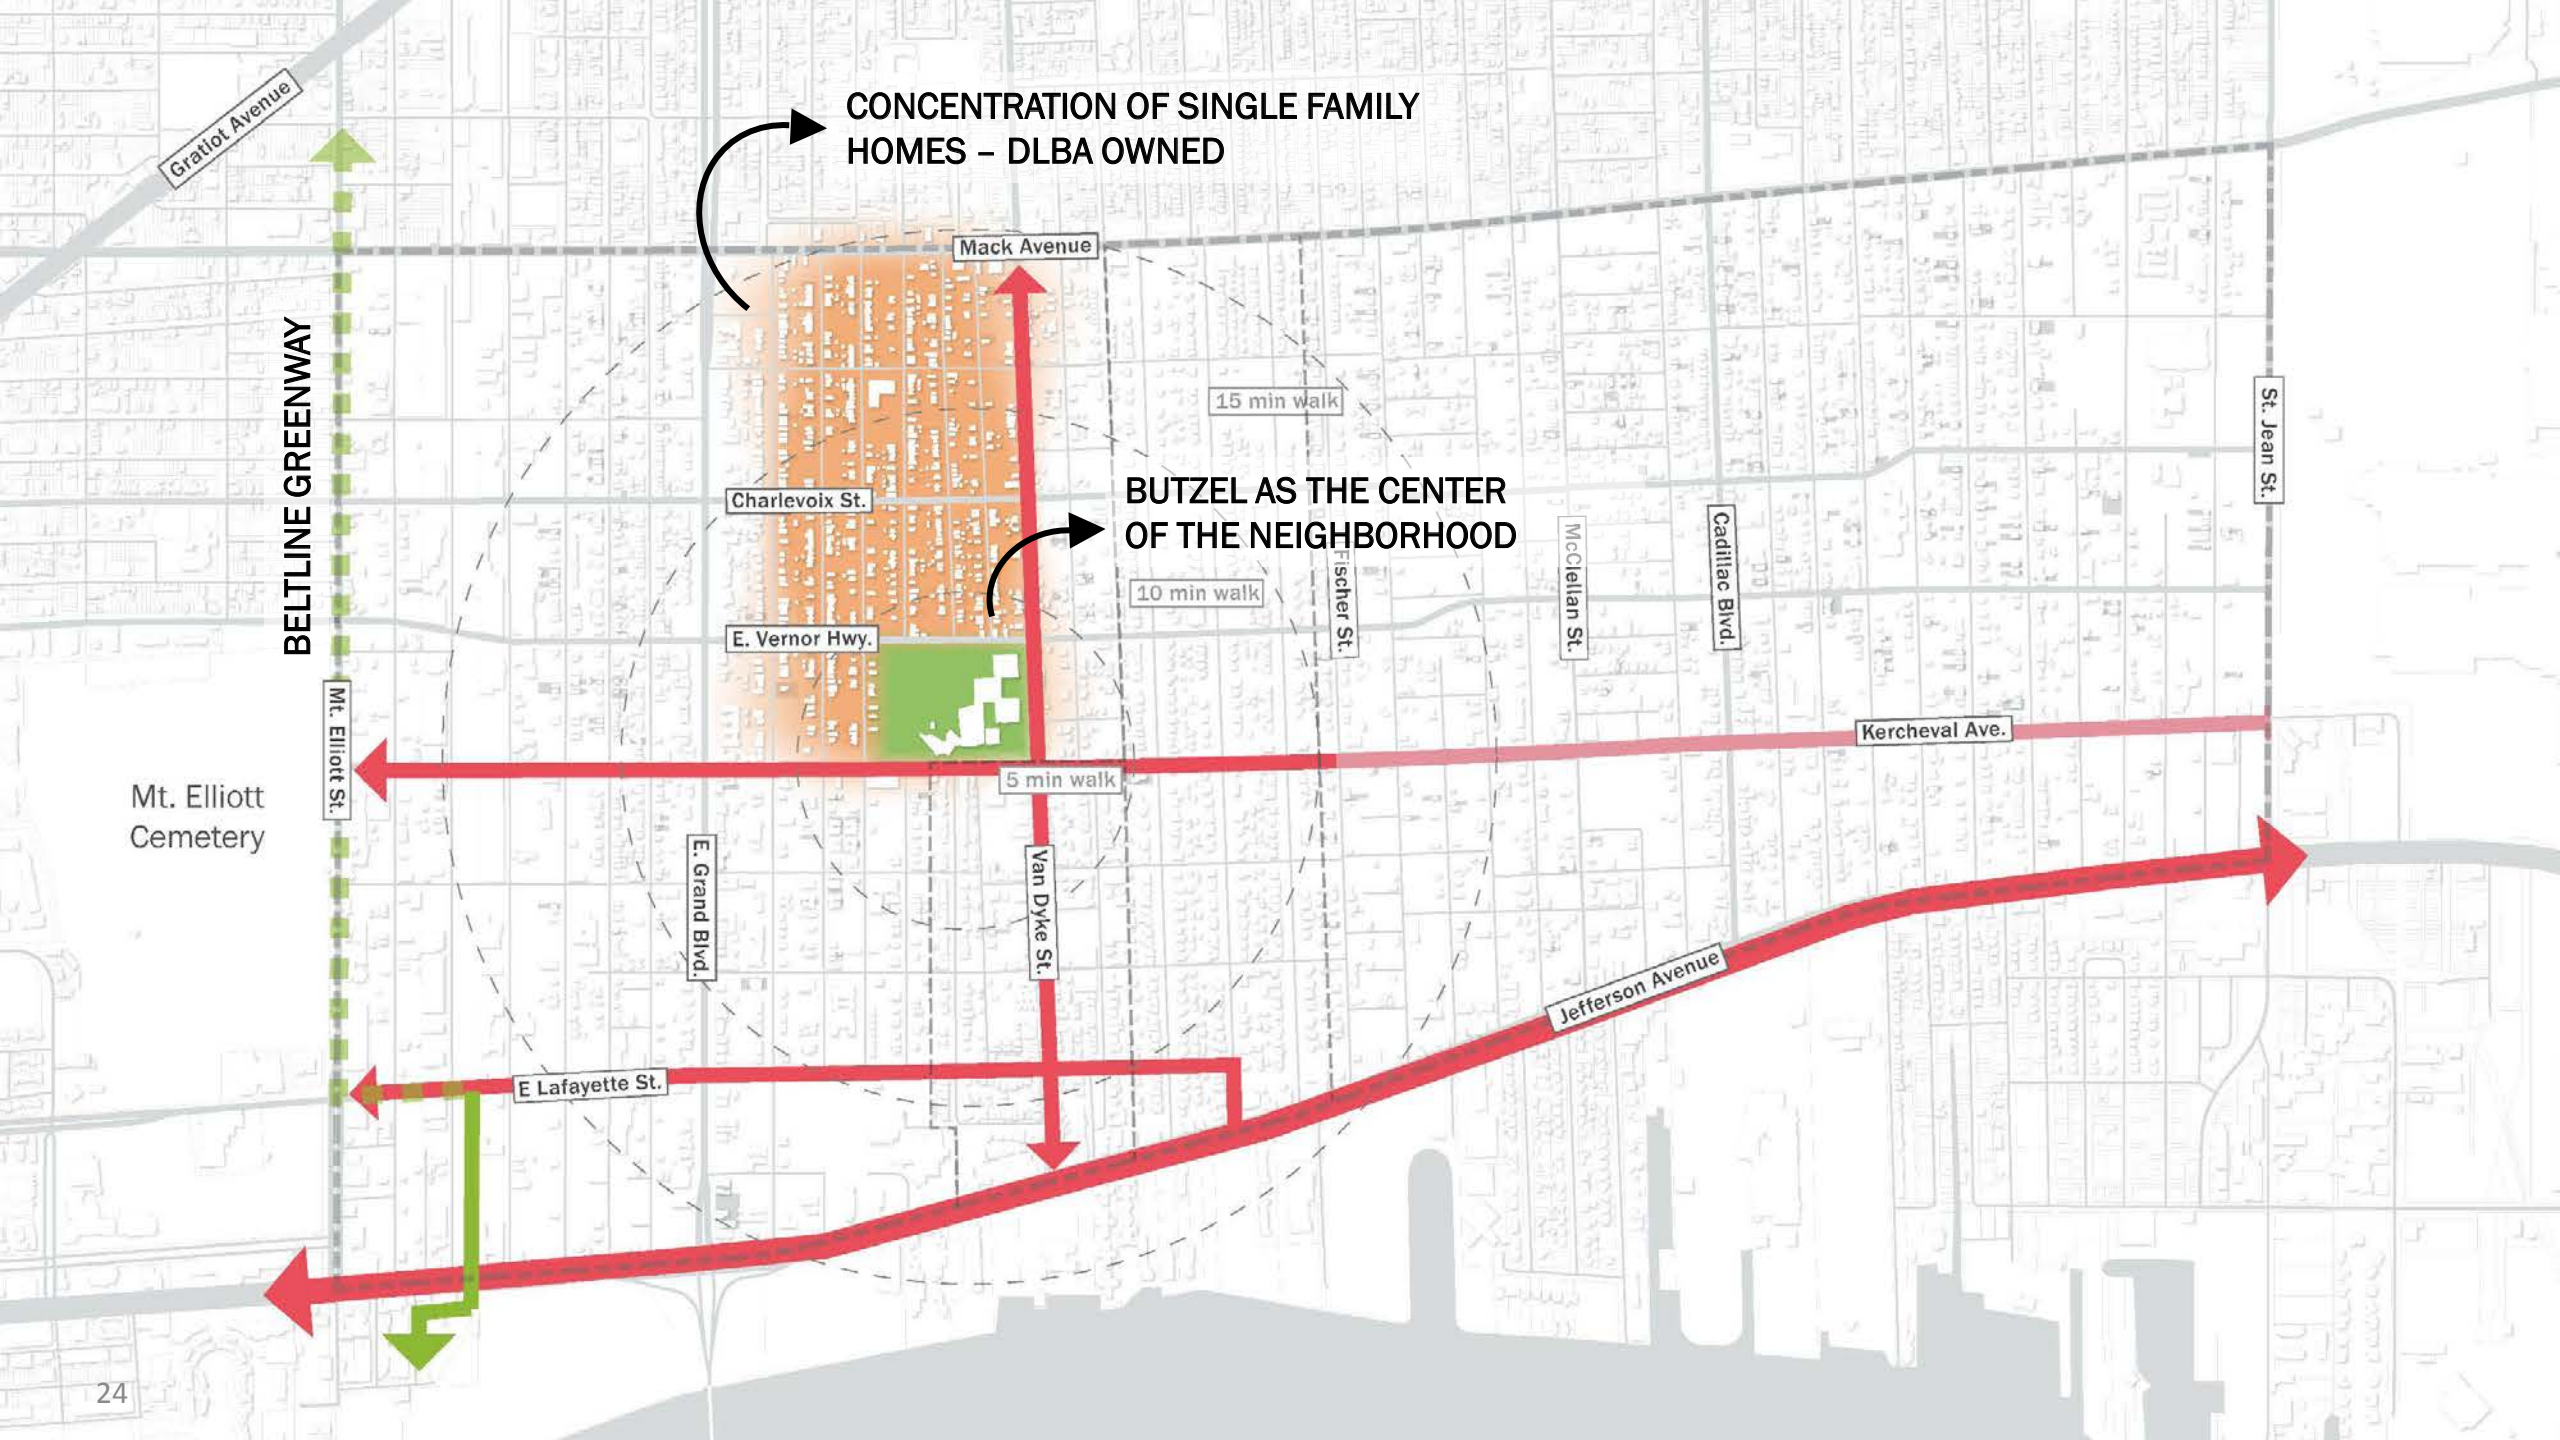 Gratiot Avenue
CONCENTRATION OF SINGLE FAMILY
HOMES – DLBA OWNED
Mack Avenue
BELTLINE GREENWAY
15 min walk
St. Jean St.
Charlevoix St.
BUTZEL AS THE CENTER
OF THE NEIGHBORHOOD
10 min walk
Fischer St.
McClellan St.
Cadillac Blvd.
E. Vernor Hwy.
Mt. Elliott St.
Kercheval Ave.
5 min walk
Mt. Elliott
Cemetery
E. Grand Blvd.
Van Dyke St.
Jefferson Avenue
E Lafayette St.
24